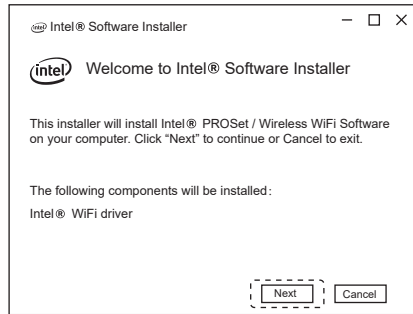 intel Intel® Software Installer
intel Welcome to Intel® Software Installer
This installer will install Intel® PROSet / Wireless WiFi Software
on your computer. Click “Next” to continue or Cancel to exit.
The following components will be installed:
Intel® WiFi driver
Next Cancel